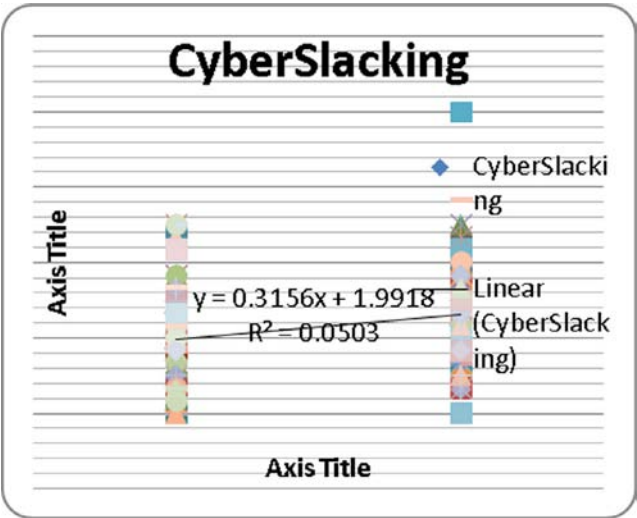 CyberSlacking
CyberSlacki
ng
Axis Title
y = 0.3156x + 1.9918
R² = 0.0503
Linear
(CyberSlack
ing)
Axis Title